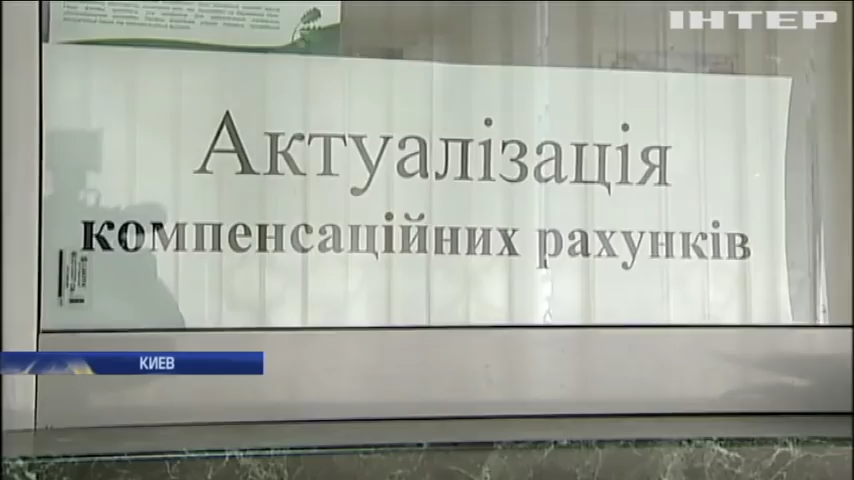 ІНТЕР
Актуалізація
компенсаційних рахунків
КИЕВ